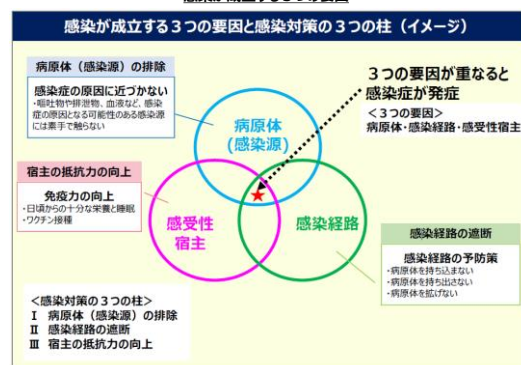 感染が成立する３つの要因と感染対策の３つの柱（イメージ）
病原体（感染源）の排除
感染症の原因に近づかない
・嘔吐物や排泄物、血液など、感染
症の原因となる可能性のある感染源
には素手で触らない
３つの要因が重なると
感染症が発症
＜３つの要因＞
病原体・感染経路・感受性宿主
病原体
(感染源)
宿主の抵抗力の向上
免疫力の向上
・日頃からの十分な栄養と睡眠
・ワクチン接種
感受性
宿主
感染経路
感染経路の遮断
感染経路の予防策
・病原体を持ち込まない
・病原体を持ち出さない
・病原体を拡げない
＜感染対策の３つの柱＞
Ⅰ　病原体（感染源）の排除
Ⅱ　感染経路の遮断
Ⅲ　宿主の抵抗力の向上